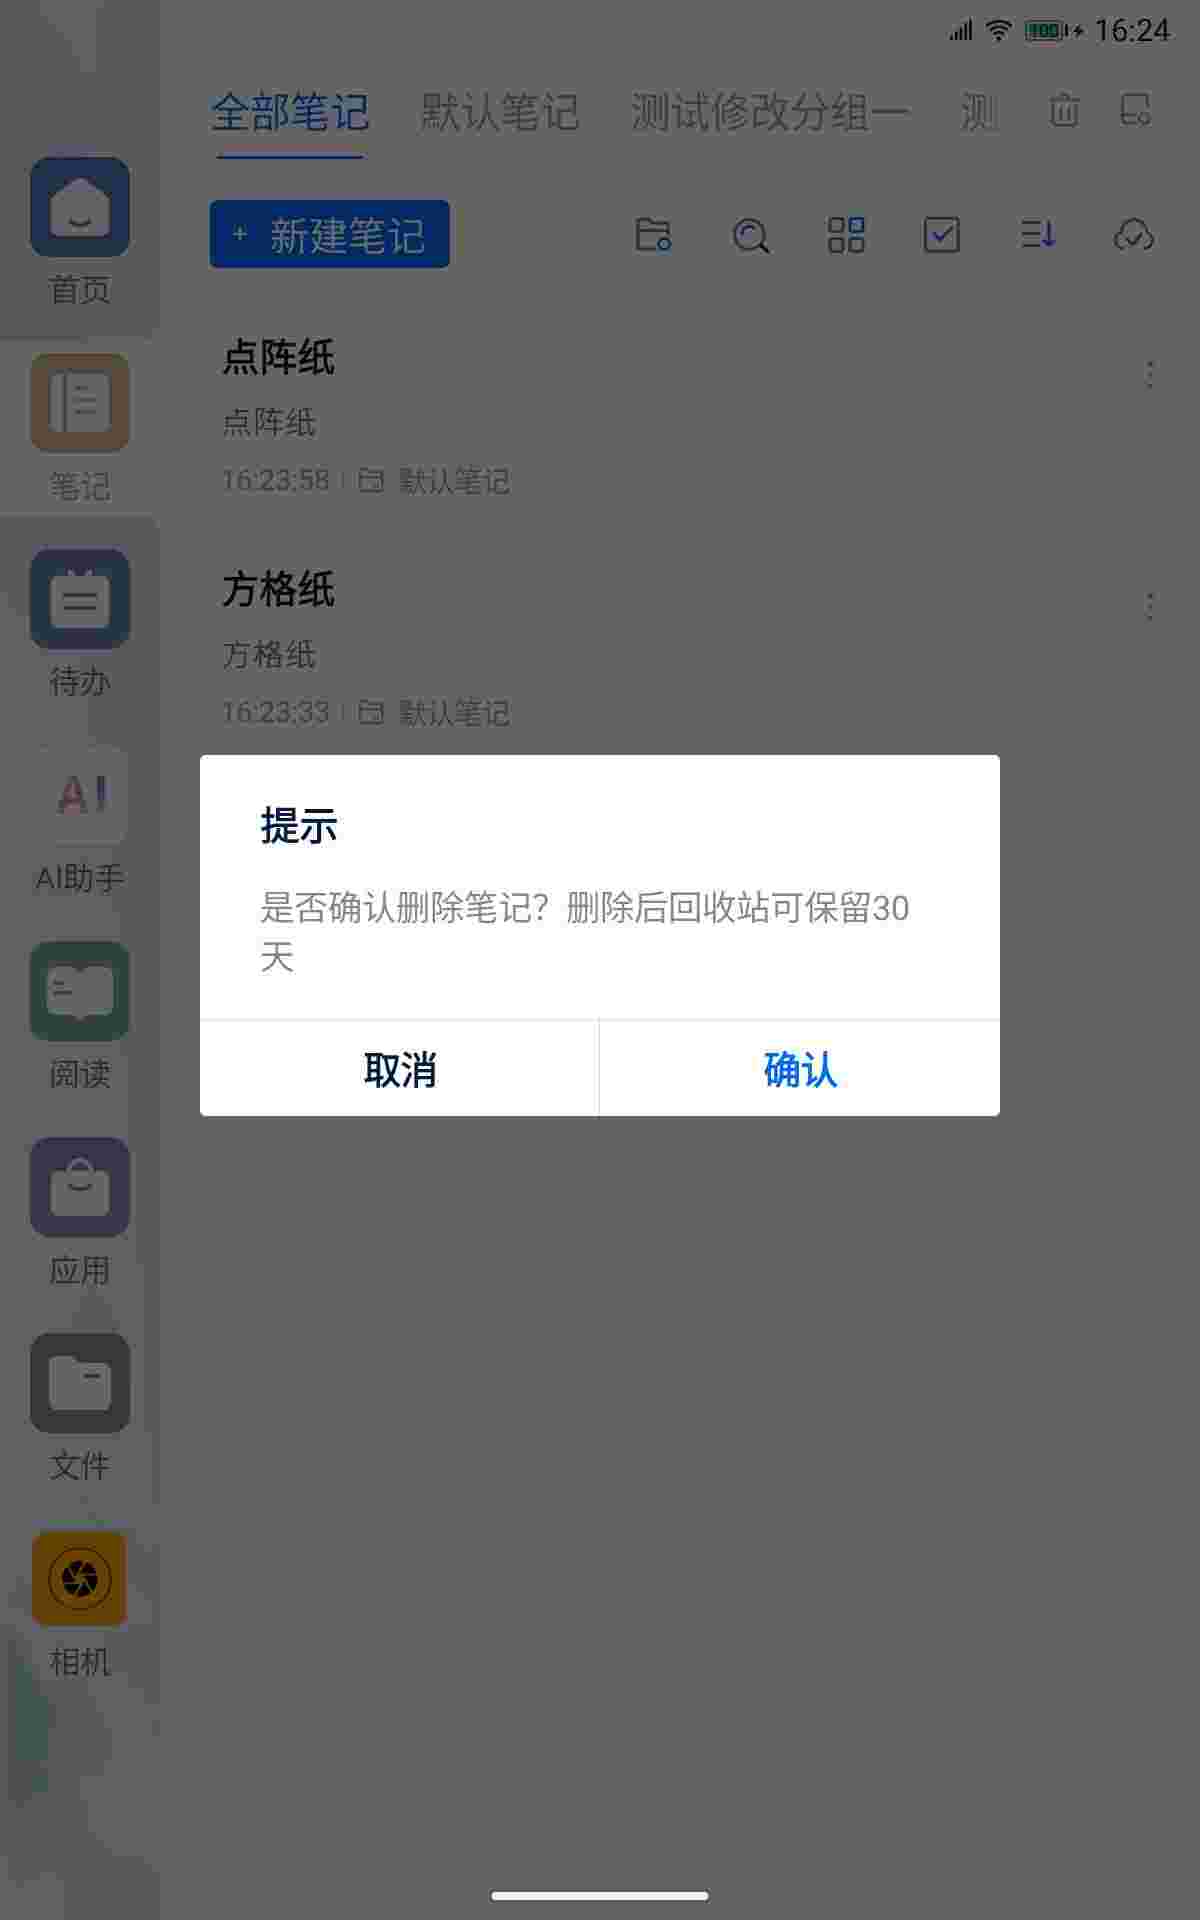 100 16:24
全部笔记 默认笔记 测试修改分组一 测
+ 新建笔记
首页
笔记
待办
AI
AI助手
阅读
应用
文件
相机
点阵纸
点阵纸
16:23:58 默认笔记
方格纸
方格纸
16:23:33 默认笔记
提示
是否确认删除笔记？删除后回收站可保留30
天
取消 确认